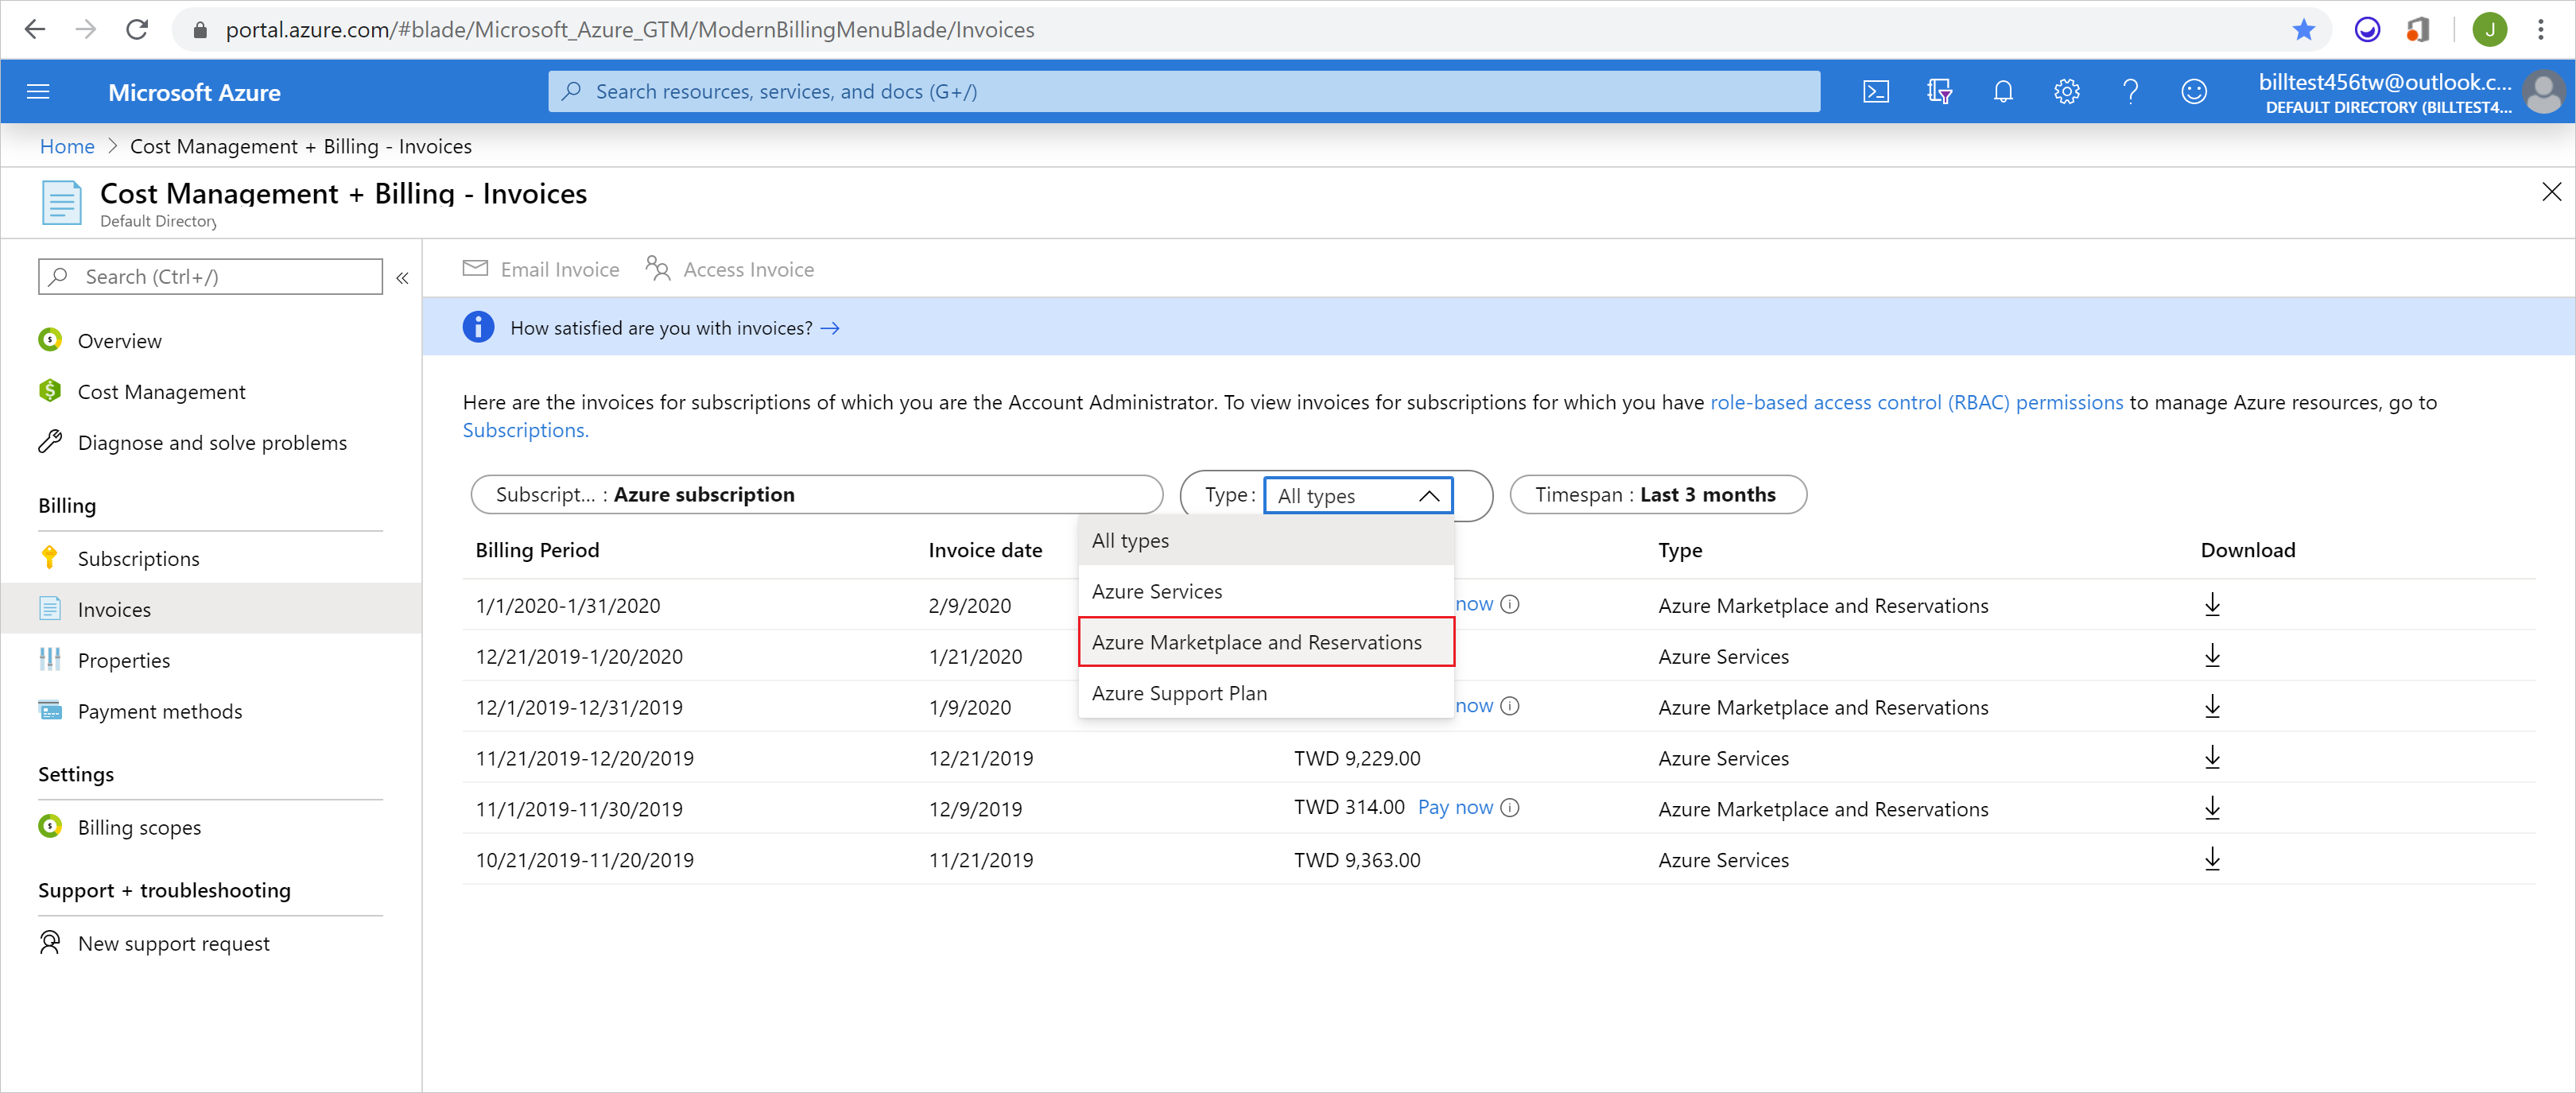 portal.azure.com/#blade/Microsoft_Azure_GTM/ModernBillingMenuBlade/Invoices
J
Microsoft Azure
Search resources, services, and docs (G+/)
billtest456tw@outlook.c...
DEFAULT DIRECTORY (BILLTEST4...
Home > Cost Management + Billing - Invoices
Cost Management + Billing - Invoices
Default Directory
Search (Ctrl+/)
Overview
Cost Management
Diagnose and solve problems
Billing
Subscriptions
Invoices
Properties
Payment methods
Settings
Billing scopes
Support + troubleshooting
New support request
Email Invoice Access Invoice
How satisfied are you with invoices? →
Here are the invoices for subscriptions of which you are the Account Administrator. To view invoices for subscriptions for which you have role-based access control (RBAC) permissions to manage Azure resources, go to
Subscriptions.
Subscript... : Azure subscription Type : All types Timespan : Last 3 months
All types
Azure Services
Azure Marketplace and Reservations
Azure Support Plan
Billing Period Invoice date Type Download
1/1/2020-1/31/2020 2/9/2020 now Azure Marketplace and Reservations
12/21/2019-1/20/2020 1/21/2020 Azure Services
12/1/2019-12/31/2019 1/9/2020 now Azure Marketplace and Reservations
11/21/2019-12/20/2019 12/21/2019 TWD 9,229.00 Azure Services
11/1/2019-11/30/2019 12/9/2019 TWD 314.00 Pay now Azure Marketplace and Reservations
10/21/2019-11/20/2019 11/21/2019 TWD 9,363.00 Azure Services